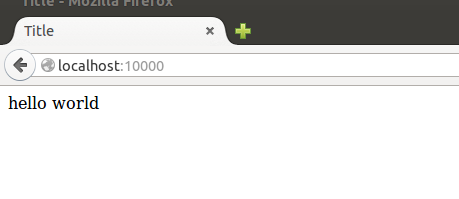 Title - Mozilla Firefox
Title
localhost:10000
hello world